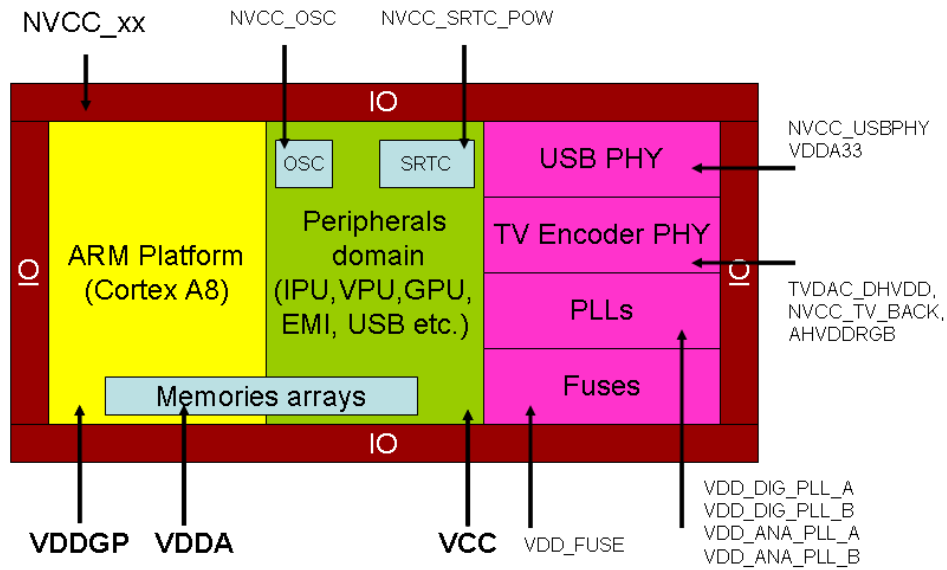 NVCC_xx
NVCC_OSC
NVCC_SRTC_POW
IO
NVCC_USBPHY
VDDA33
OSC
SRTC
USB PHY
Peripherals
domain
(IPU,VPU,GPU,
EMI, USB etc.)
TV Encoder PHY
ARM Platform
(Cortex A8)
IO
IO
TVDAC_DHVDD,
NVCC_TV_BACK,
AHVDDRGB
PLLs
Memories arrays
Fuses
IO
VDDGP
VDDA
VCC
VDD_FUSE
VDD_DIG_PLL_A
VDD_DIG_PLL_B
VDD_ANA_PLL_A
VDD_ANA_PLL_B